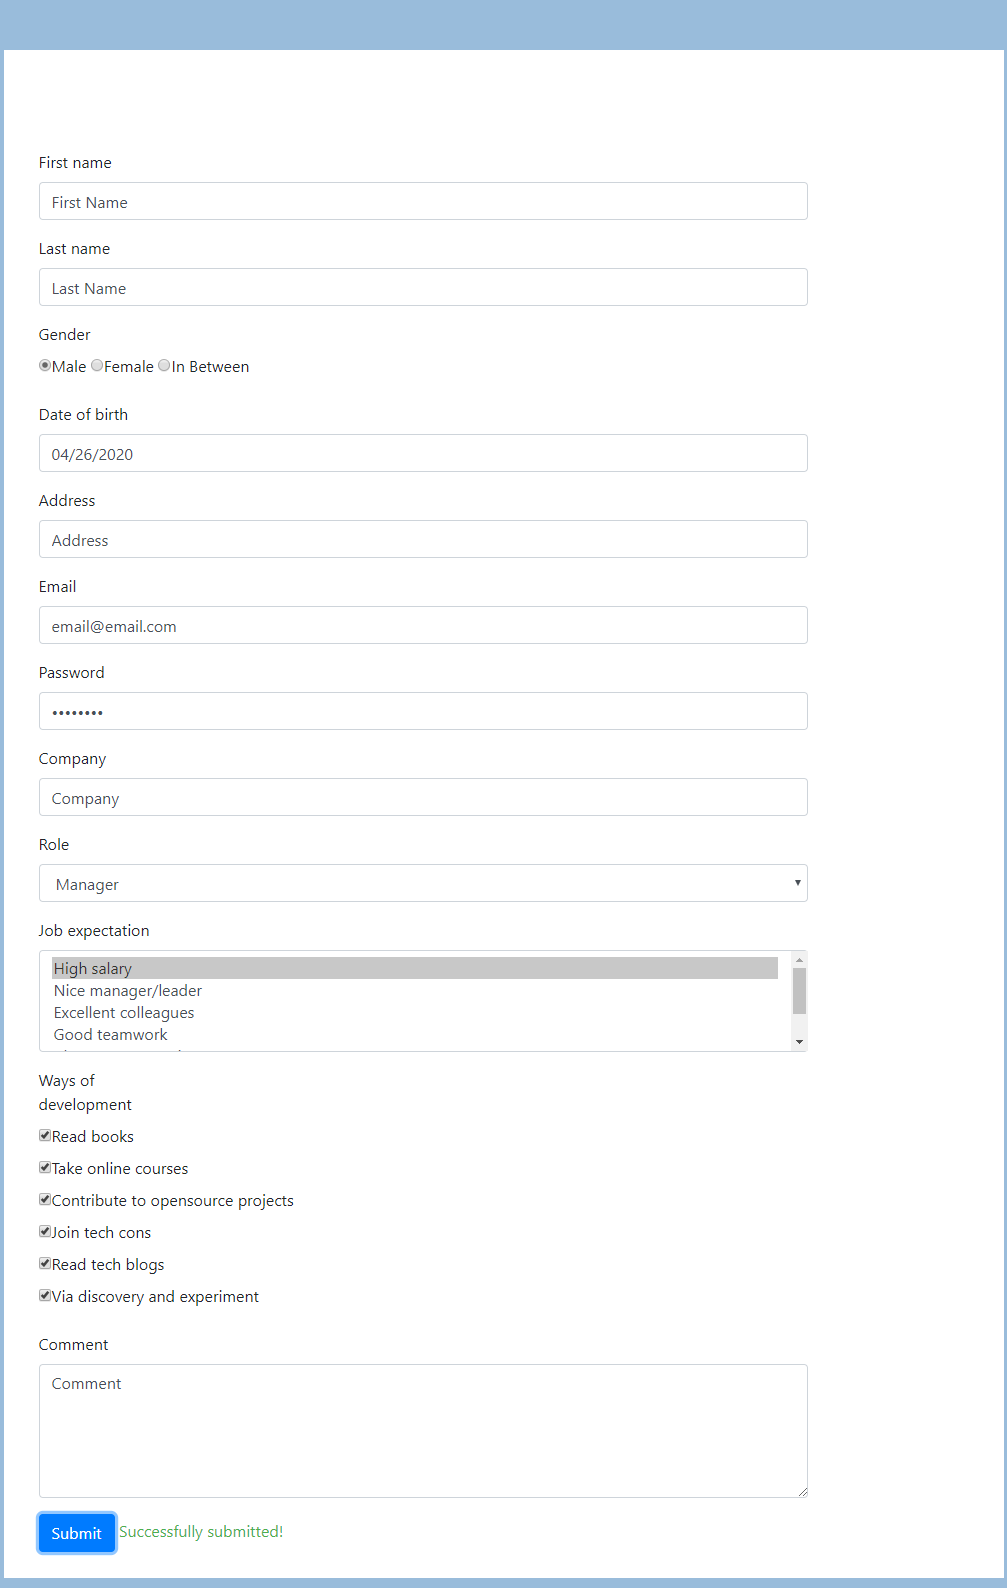 First name
First Name
Last name
Last Name
Gender
Male Female In Between
Date of birth
04/26/2020
Address
Address
Email
email@email.com
Password
••••••••
Company
Company
Role
Manager
Job expectation
High salary
Nice manager/leader
Excellent colleagues
Good teamwork
Ways of
development
Read books
Take online courses
Contribute to opensource projects
Join tech cons
Read tech blogs
Via discovery and experiment
Comment
Comment
Submit Successfully submitted!